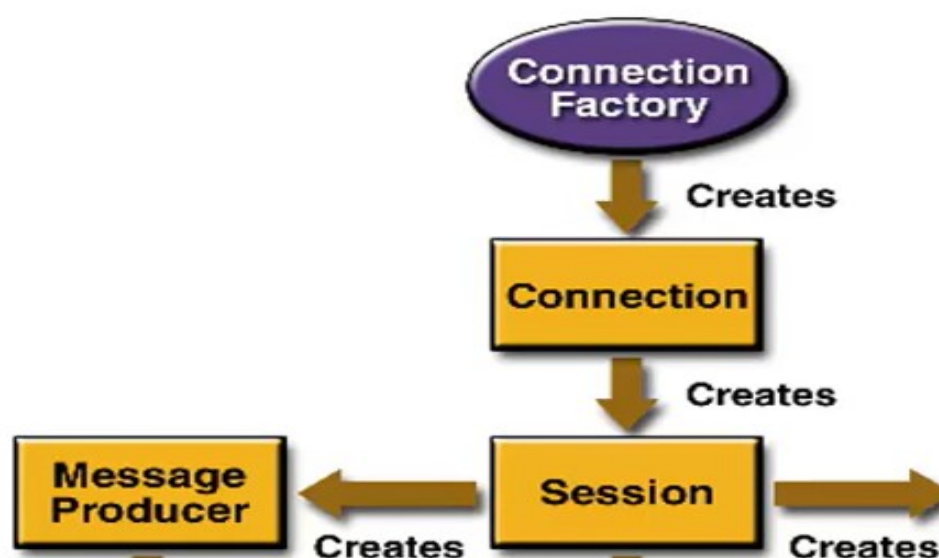 Connection
Factory
Creates
Connection
Creates
Message
Producer
Session
Creates
Creates